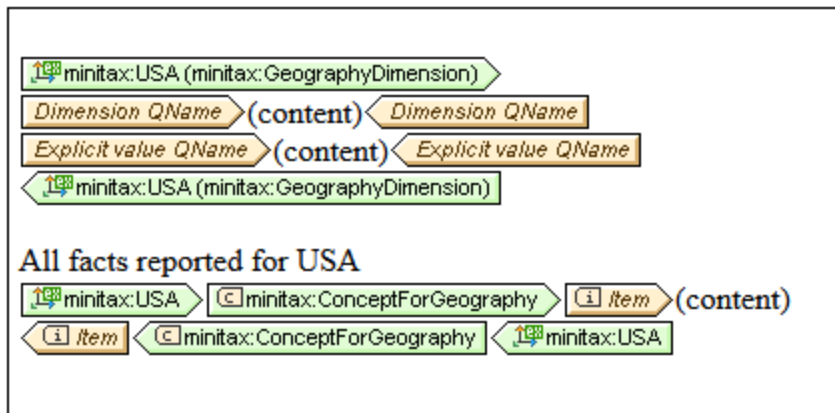 minitax:USA (minitax:GeographyDimension)
Dimension QName (content) Dimension QName
Explicit value QName (content) Explicit value QName
minitax:USA (minitax:GeographyDimension)
All facts reported for USA
minitax:USA C minitax:ConceptForGeography i Item (content)
i Item C minitax:ConceptForGeography minitax:USA